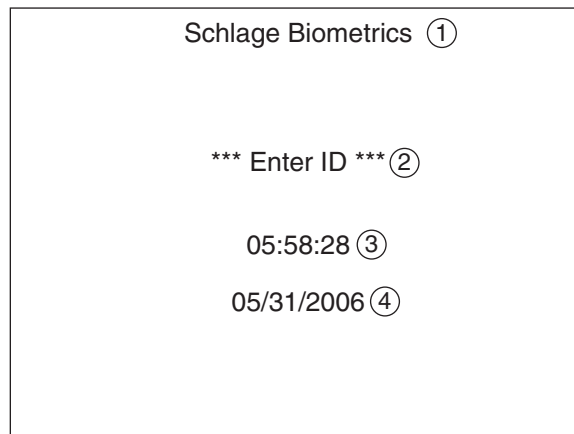 Schlage Biometrics 1
*** Enter ID *** 2
05:58:28 3
05/31/2006 4